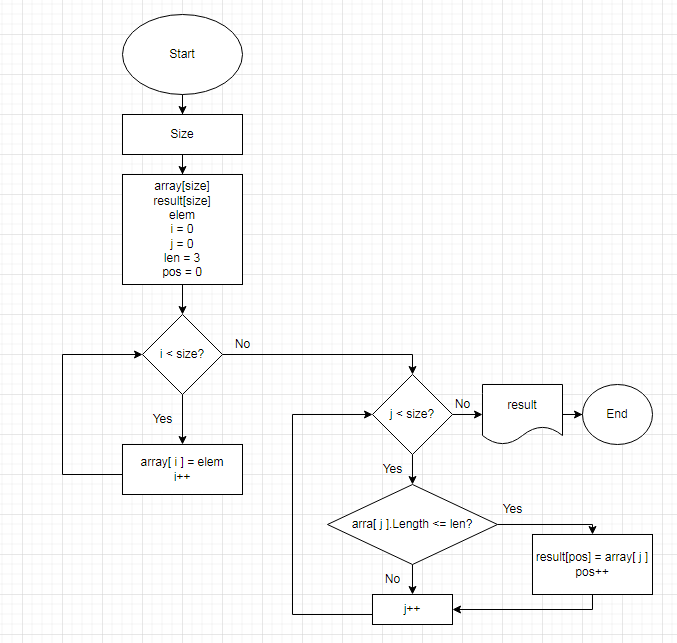 Start
Size
array[size]
result[size]
elem
i = 0
j = 0
len = 3
pos = 0
i < size?
No
Yes
array[ i ] = elem
i++
j < size?
No
result
End
Yes
arra[ j ].Length <= len?
Yes
result[pos] = array[ j ]
pos++
No
j++